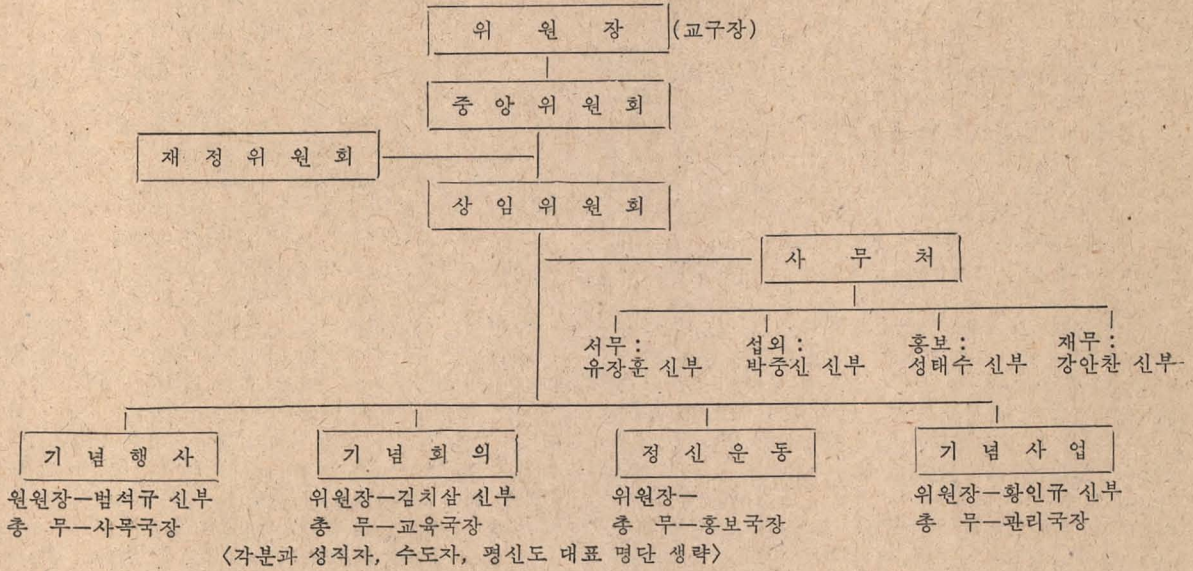 위 원 장 (교구장)
중 앙 위 원 회
재 정 위 원 회
상 임 위 원 회
사 무 처
서무 : 섭외 : 홍보 : 재무 :
유장훈 신부 박중신 신부 성태수 신부 강안찬 신부
기 념 행 사 기 념 회 의 정 신 운 동 기 념 사 업
원원장—범석규 신부 위원장—김치삼 신부 위원장— 위원장—황인규 신부
총 무—사목국장 총 무—교육국장 총 무—홍보국장 총 무—관리국장
〈각분과 성직자, 수도자, 평신도 대표 명단 생략〉